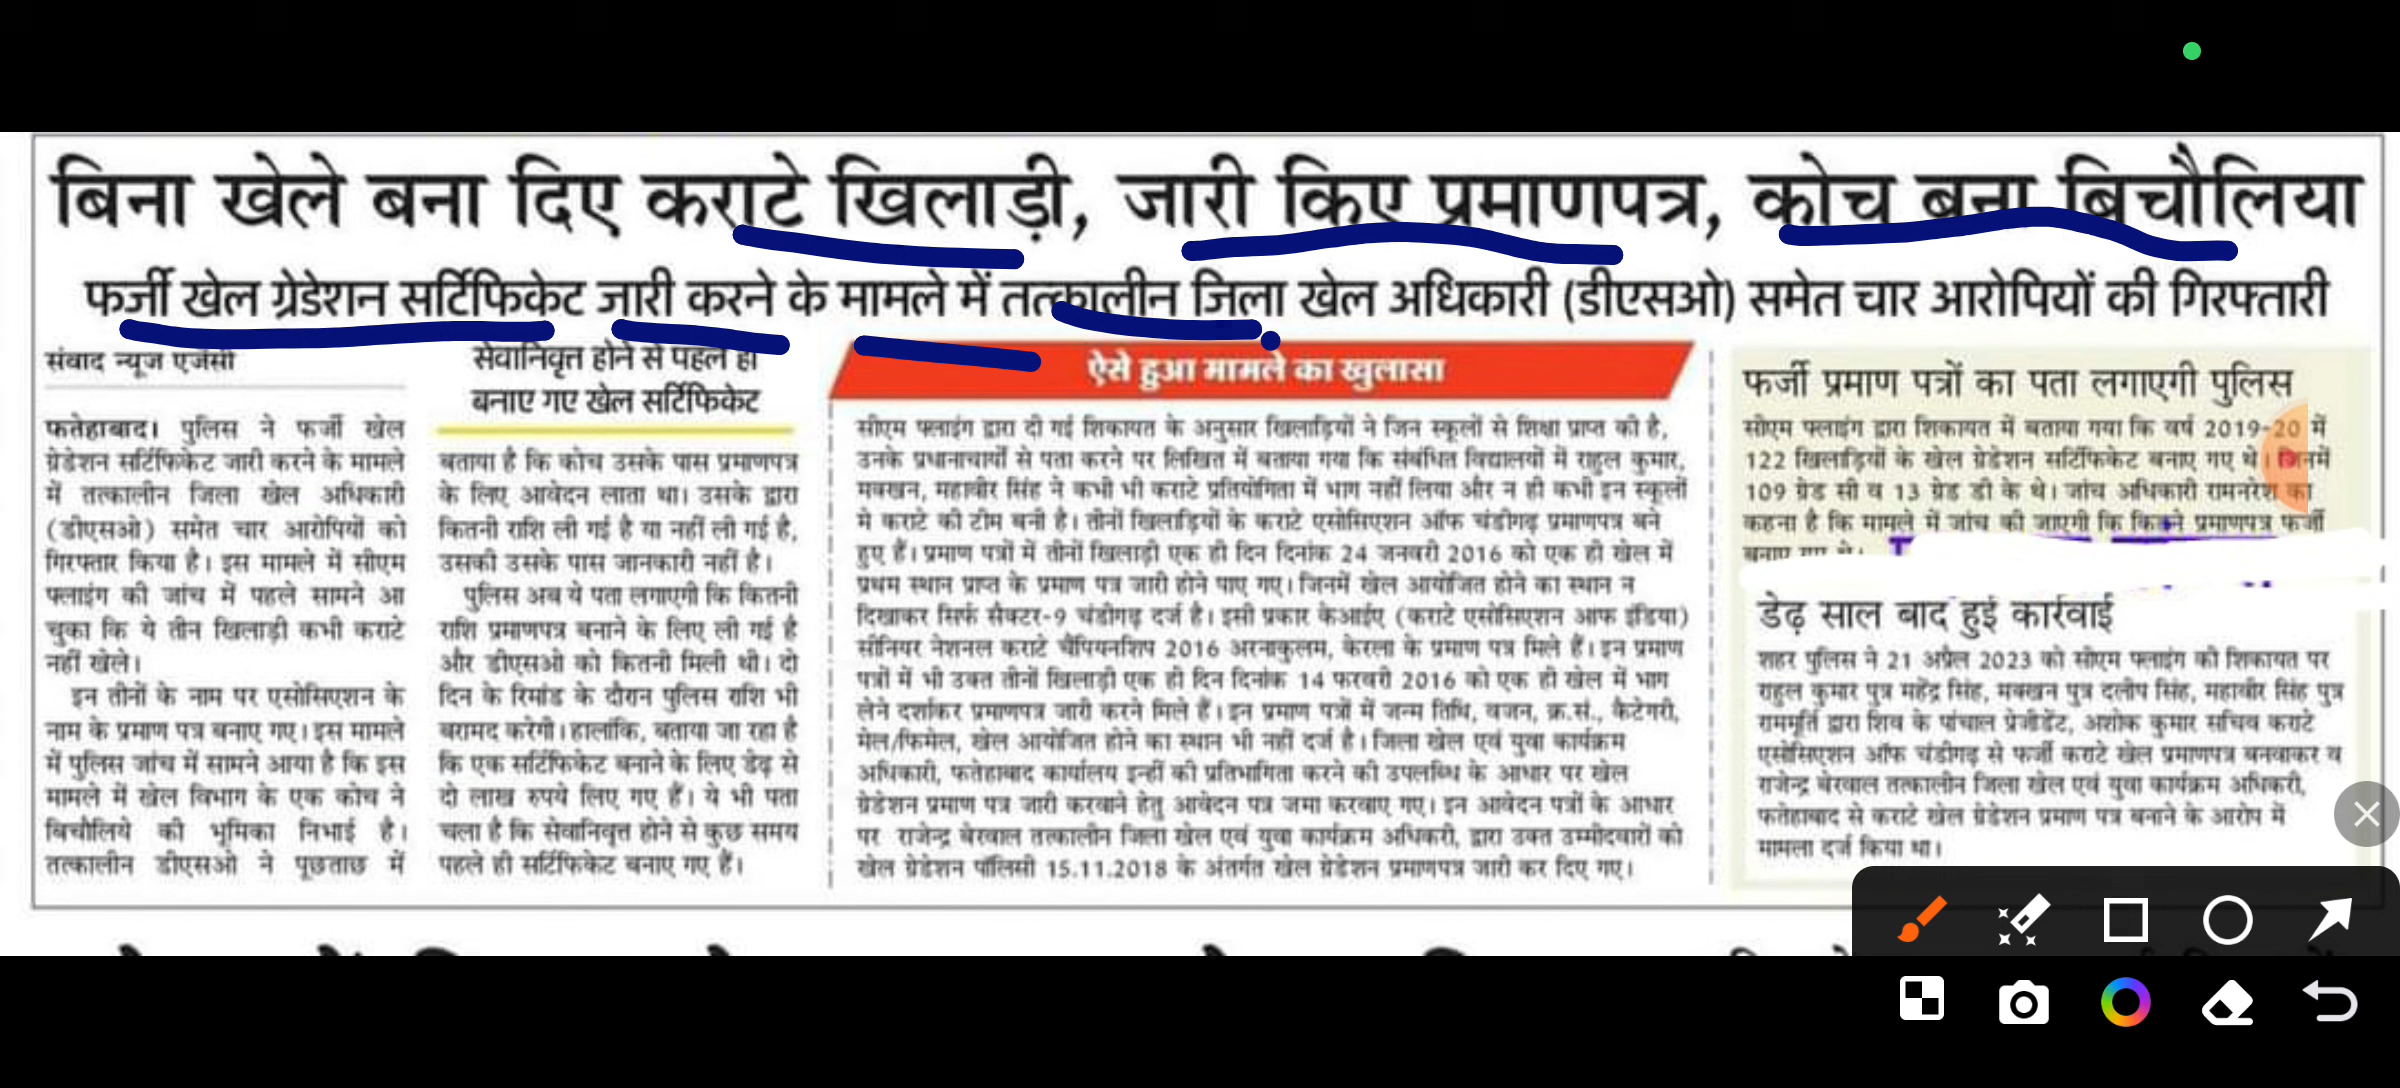 बिना खेले बना दिए कराटे खिलाड़ी, जारी किए प्रमाणपत्र, कोच बना बिचौलिया
फर्जी खेल ग्रेडेशन सर्टिफिकेट जारी करने के मामले में तत्कालीन जिला खेल अधिकारी (डीएसओ) समेत चार आरोपियों की गिरफ्तारी
संवाद न्यूज एजेंसी
फतेहाबाद। पुलिस ने फर्जी खेल
ग्रेडेशन सर्टिफिकेट जारी करने के मामले
में तत्कालीन जिला खेल अधिकारी
(डीएसओ) समेत चार आरोपियों को
गिरफ्तार किया है। इस मामले में सीएम
फ्लाइंग की जांच में पहले सामने आ
चुका कि ये तीन खिलाड़ी कभी कराटे
नहीं खेले।
इन तीनों के नाम पर एसोसिएशन के
नाम के प्रमाण पत्र बनाए गए। इस मामले
में पुलिस जांच में सामने आया है कि इस
मामले में खेल विभाग के एक कोच ने
बिचौलिये की भूमिका निभाई है।
तत्कालीन डीएसओ ने पूछताछ में
सेवानिवृत्त होने से पहले ही
बनाए गए खेल सर्टिफिकेट
बताया है कि कोच उसके पास प्रमाणपत्र
के लिए आवेदन लाता था। उसके द्वारा
कितनी राशि ली गई है या नहीं ली गई है,
उसकी उसके पास जानकारी नहीं है।
पुलिस अब ये पता लगाएगी कि कितनी
राशि प्रमाणपत्र बनाने के लिए ली गई है
और डीएसओ को कितनी मिली थी। दो
दिन के रिमांड के दौरान पुलिस राशि भी
बरामद करेगी। हालांकि, बताया जा रहा है
कि एक सर्टिफिकेट बनाने के लिए डेढ़ से
दो लाख रुपये लिए गए हैं। ये भी पता
चला है कि सेवानिवृत्त होने से कुछ समय
पहले ही सर्टिफिकेट बनाए गए हैं।
ऐसे हुआ मामले का खुलासा
सीएम फ्लाइंग द्वारा दी गई शिकायत के अनुसार खिलाड़ियों ने जिन स्कूलों से शिक्षा प्राप्त की है,
उनके प्रधानाचार्यों से पता करने पर लिखित में बताया गया कि संबंधित विद्यालयों में राहुल कुमार,
मक्खन, महावीर सिंह ने कभी भी कराटे प्रतियोगिता में भाग नहीं लिया और न ही कभी इन स्कूलों
मे कराटे की टीम बनी है। तीनों खिलाड़ियों के कराटे एसोसिएशन ऑफ चंडीगढ़ प्रमाणपत्र बने
हुए हैं। प्रमाण पत्रों में तीनों खिलाड़ी एक ही दिन दिनांक 24 जनवरी 2016 को एक ही खेल में
प्रथम स्थान प्राप्त के प्रमाण पत्र जारी होने पाए गए। जिनमें खेल आयोजित होने का स्थान न
दिखाकर सिर्फ सैक्टर-9 चंडीगढ़ दर्ज है। इसी प्रकार केआईए (कराटे एसोसिएशन आफ इंडिया)
सीनियर नेशनल कराटे चैंपियनशिप 2016 अरनाकुलम, केरला के प्रमाण पत्र मिले हैं। इन प्रमाण
पत्रों में भी उक्त तीनों खिलाड़ी एक ही दिन दिनांक 14 फरवरी 2016 को एक ही खेल में भाग
लेने दर्शाकर प्रमाणपत्र जारी करने मिले हैं। इन प्रमाण पत्रों में जन्म तिथि, वजन, क्र.सं., कैटेगरी,
मेल/फिमेल, खेल आयोजित होने का स्थान भी नहीं दर्ज है। जिला खेल एवं युवा कार्यक्रम
अधिकारी, फतेहाबाद कार्यालय इन्हीं की प्रतिभागिता करने की उपलब्धि के आधार पर खेल
ग्रेडेशन प्रमाण पत्र जारी करवाने हेतु आवेदन पत्र जमा करवाए गए। इन आवेदन पत्रों के आधार
पर राजेन्द्र बेरवाल तत्कालीन जिला खेल एवं युवा कार्यक्रम अधिकरी, द्वारा उक्त उम्मीदवारों को
खेल ग्रेडेशन पॉलिसी 15.11.2018 के अंतर्गत खेल ग्रेडेशन प्रमाणपत्र जारी कर दिए गए।
फर्जी प्रमाण पत्रों का पता लगाएगी पुलिस
सीएम फ्लाइंग द्वारा शिकायत में बताया गया कि वर्ष 2019-20 में
122 खिलाड़ियों के खेल ग्रेडेशन सर्टिफिकेट बनाए गए थे। जिनमें
109 ग्रेड सी व 13 ग्रेड डी के थे। जांच अधिकारी रामनरेश का
कहना है कि मामले में जांच की जाएगी कि कितने प्रमाणपत्र फर्जी
बनाए गए थे।
डेढ़ साल बाद हुई कार्रवाई
शहर पुलिस ने 21 अप्रैल 2023 को सीएम फ्लाइंग की शिकायत पर
राहुल कुमार पुत्र महेंद्र सिंह, मक्खन पुत्र दलीप सिंह, महावीर सिंह पुत्र
राममूर्ति द्वारा शिव के पांचाल प्रेजीडेंट, अशोक कुमार सचिव कराटे
एसोसिएशन ऑफ चंडीगढ़ से फर्जी कराटे खेल प्रमाणपत्र बनवाकर व
राजेन्द्र बेरवाल तत्कालीन जिला खेल एवं युवा कार्यक्रम अधिकरी,
फतेहाबाद से कराटे खेल ग्रेडेशन प्रमाण पत्र बनाने के आरोप में
मामला दर्ज किया था।